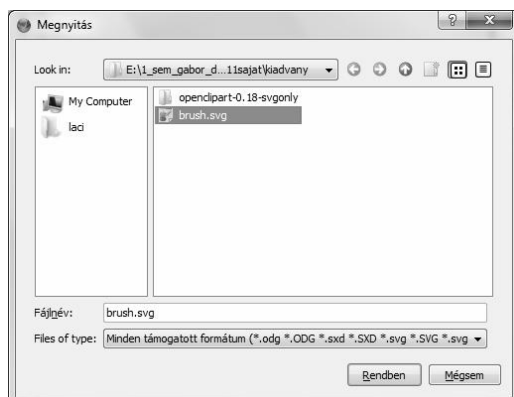 Megnyitás
Look in: E:\1_sem_gabor_d...11sajat\kiadvany
My Computer
laci
openclipart-0.18-svgonly
brush.svg
Fájlnév: brush.svg
Files of type: Minden támogatott formátum (*.odg *.ODG *.sxd *.SXD *.svg *.SVG *.svg
Rendben Mégsem